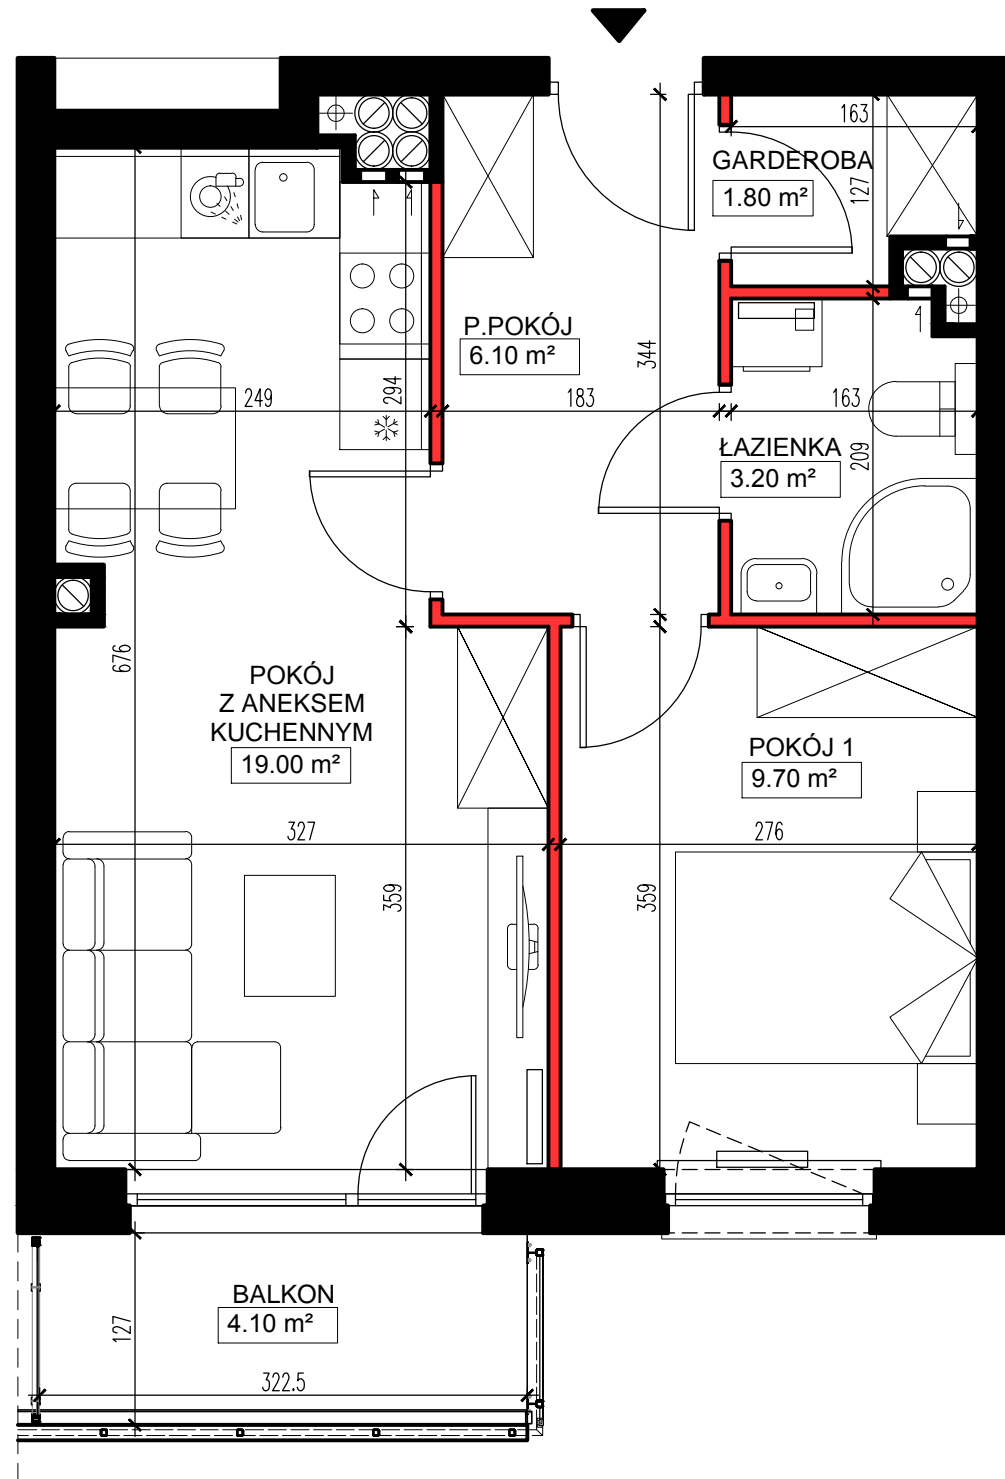 163
GARDEROBA
1.80 m²
127
P.POKÓJ
6.10 m²
344
294
249
183
163
ŁAZIENKA
3.20 m²
209
676
POKÓJ
Z ANEKSEM
KUCHENNYM
19.00 m²
POKÓJ 1
9.70 m²
327
276
359
359
BALKON
4.10 m²
127
322.5